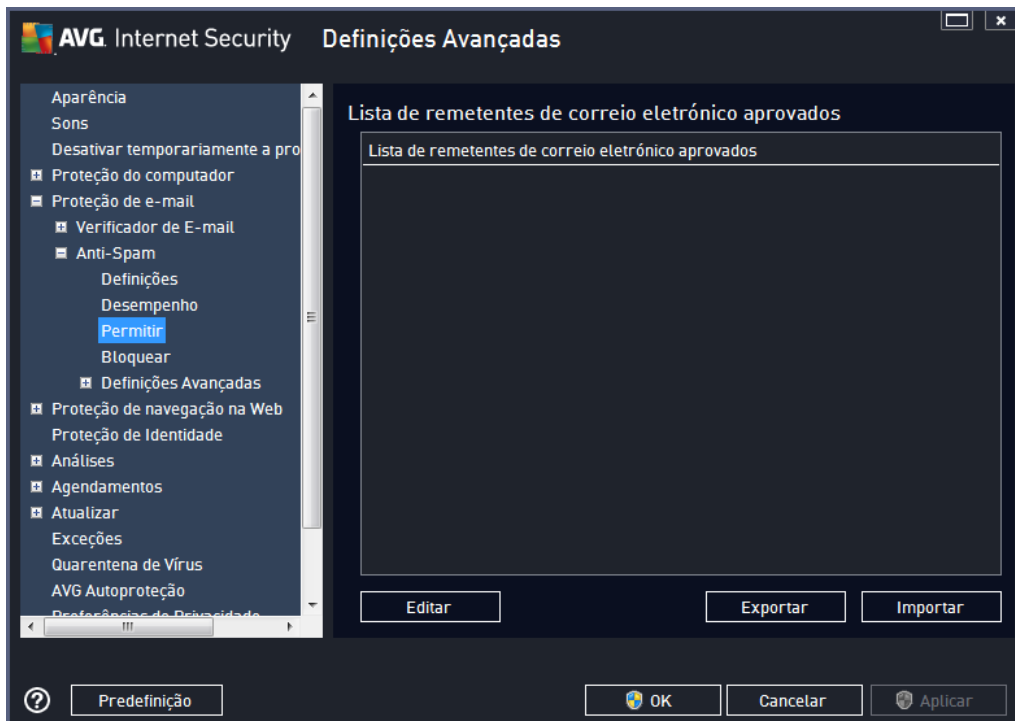 AVG. Internet Security Definições Avançadas
Aparência
Sons
Desativar temporariamente a pro
Proteção do computador
Proteção de e-mail
Verificador de E-mail
Anti-Spam
Definições
Desempenho
Permitir
Bloquear
Definições Avançadas
Proteção de navegação na Web
Proteção de Identidade
Análises
Agendamentos
Atualizar
Exceções
Quarentena de Vírus
AVG Autoproteção
Preferências de Privacidade
Lista de remetentes de correio eletrónico aprovados
Lista de remetentes de correio eletrónico aprovados
Editar
Exportar
Importar
Predefinição
OK
Cancelar
Aplicar